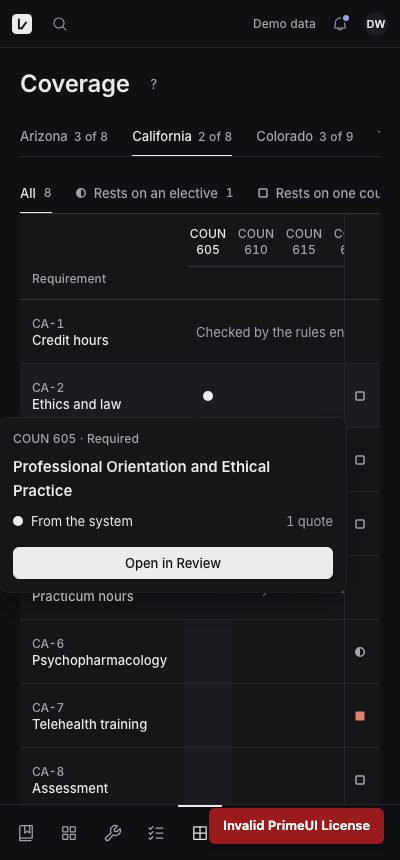 Demo data
DW
Coverage ?
Arizona 3 of 8 California 2 of 8 Colorado 3 of 9
All 8 Rests on an elective 1 Rests on one cou
COUN 605 COUN 610 COUN 615
Requirement
CA-1
Credit hours
Checked by the rules en
CA-2
Ethics and law
COUN 605 · Required
Professional Orientation and Ethical
Practice
From the system 1 quote
Open in Review
Practicum hours
CA-6
Psychopharmacology
CA-7
Telehealth training
CA-8
Assessment
Invalid PrimeUI License